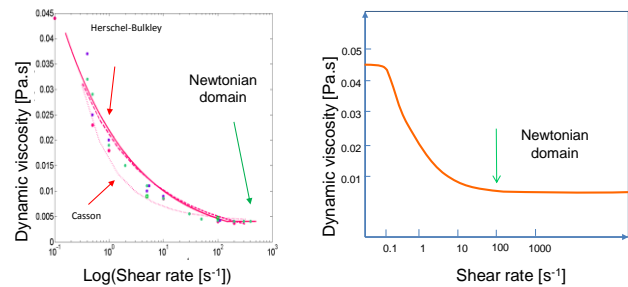 Herschel-Bulkley
Newtonian
domain
Casson
Dynamic viscosity [Pa.s]
0.045
0.04
0.035
0.03
0.025
0.02
0.015
0.01
0.005
0
10⁻¹
10⁰
10¹
10²
10³
Log(Shear rate [s⁻¹])
Dynamic viscosity [Pa.s]
0.05
0.04
0.03
0.02
0.01
Newtonian
domain
0.1
1
10
100
1000
Shear rate [s⁻¹]